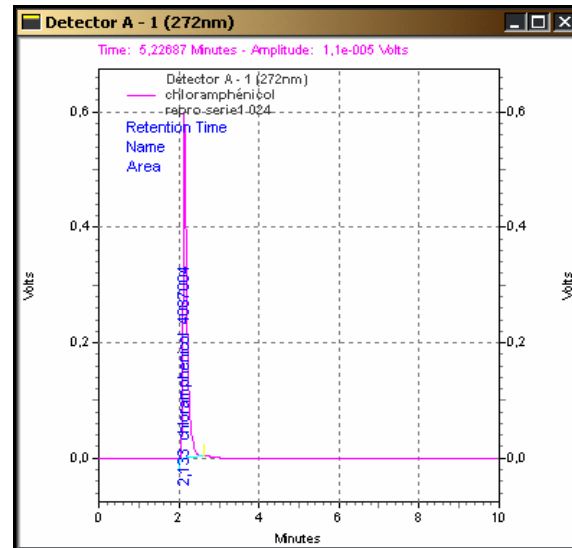 Detector A - 1 (272nm)
Time: 5,22687 Minutes - Amplitude: 1,1e-005 Volts
Détector A - 1 (272nm)
chloramphénicol
repro serie1 024
Retention Time
Name
Area
0,6
0,6
0,4
0,4
Volts
Volts
0,2
0,2
0,0
0,0
2,133 chloramphénicol 4087004
0
2
4
6
8
10
Minutes